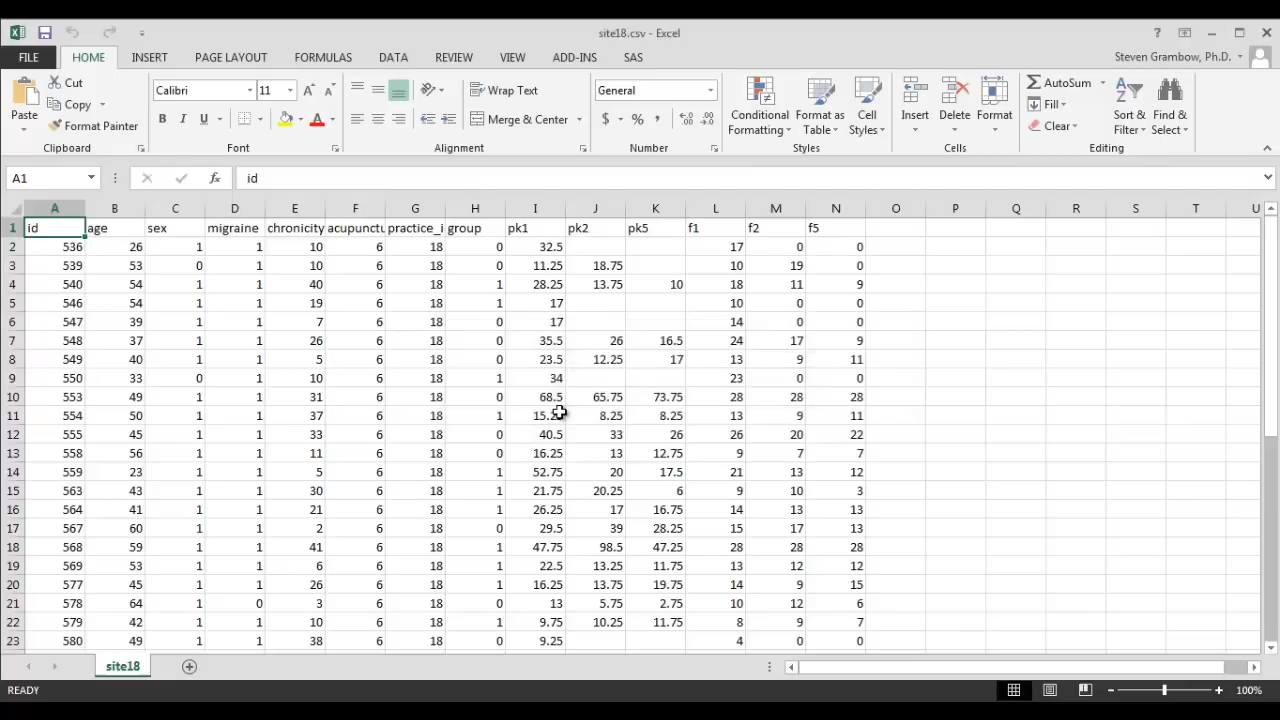 site18.csv - Excel
FILE HOME INSERT PAGE LAYOUT FORMULAS DATA REVIEW VIEW ADD-INS SAS Steven Grambow, Ph.D.
Paste Cut Copy Format Painter Clipboard
Calibri 11 B I U A Font
Wrap Text Merge & Center Alignment
General $ % , Number
Conditional Formatting Format as Table Cell Styles Styles
Insert Delete Format Cells
AutoSum Fill Clear Sort & Filter Find & Select Editing
A1 fx id
A B C D E F G H I J K L M N O P Q R S T U
1 id age sex migraine chronicity acupunctu practice_i group pk1 pk2 pk5 f1 f2 f5
2 536 26 1 1 10 6 18 0 32.5 17 0 0
3 539 53 0 1 10 6 18 0 11.25 18.75 10 19 0
4 540 54 1 1 40 6 18 1 28.25 13.75 10 18 11 9
5 546 54 1 1 19 6 18 1 17 10 0 0
6 547 39 1 1 7 6 18 0 17 14 0 0
7 548 37 1 1 26 6 18 0 35.5 26 16.5 24 17 9
8 549 40 1 1 5 6 18 0 23.5 12.25 17 13 9 11
9 550 33 0 1 10 6 18 1 34 23 0 0
10 553 49 1 1 31 6 18 0 68.5 65.75 73.75 28 28 28
11 554 50 1 1 37 6 18 1 8.25 8.25 13 9 11
12 555 45 1 1 33 6 18 0 40.5 33 26 26 20 22
13 558 56 1 1 11 6 18 0 16.25 13 12.75 9 7 7
14 559 23 1 1 5 6 18 1 52.75 20 17.5 21 13 12
15 563 43 1 1 30 6 18 1 21.75 20.25 6 9 10 3
16 564 41 1 1 21 6 18 1 26.25 17 16.75 14 13 13
17 567 60 1 1 2 6 18 0 29.5 39 28.25 15 17 13
18 568 59 1 1 41 6 18 1 47.75 98.5 47.25 28 28 28
19 569 53 1 1 6 6 18 1 22.5 13.25 11.75 13 12 12
20 577 45 1 1 26 6 18 1 16.25 13.75 19.75 14 9 15
21 578 64 1 0 3 6 18 0 13 5.75 2.75 10 12 6
22 579 42 1 1 10 6 18 1 9.75 10.25 11.75 8 9 7
23 580 49 1 1 38 6 18 0 9.25 4 0 0
site18
READY 100%